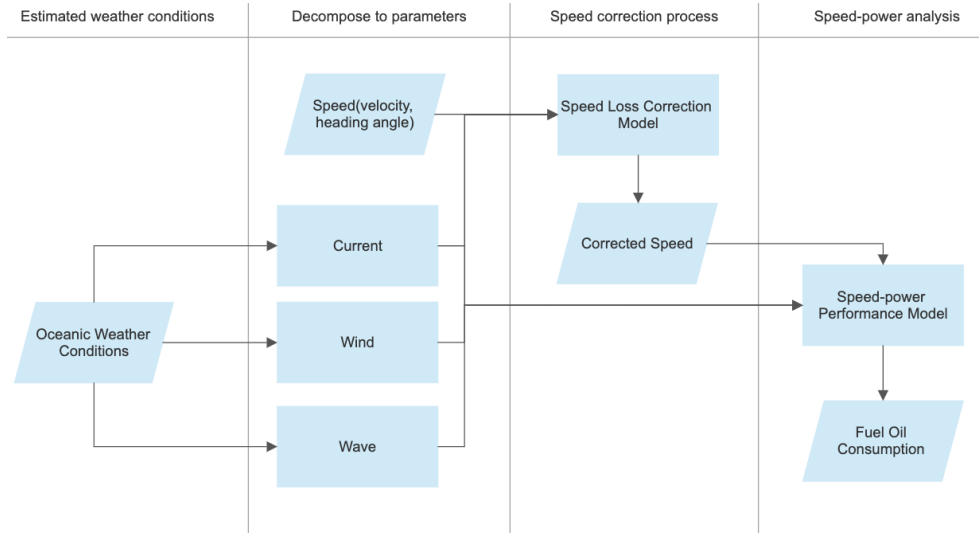 Estimated weather conditions
Decompose to parameters
Speed correction process
Speed-power analysis
Speed(velocity,
heading angle)
Speed Loss Correction
Model
Current
Corrected Speed
Oceanic Weather
Conditions
Wind
Speed-power
Performance Model
Wave
Fuel Oil
Consumption